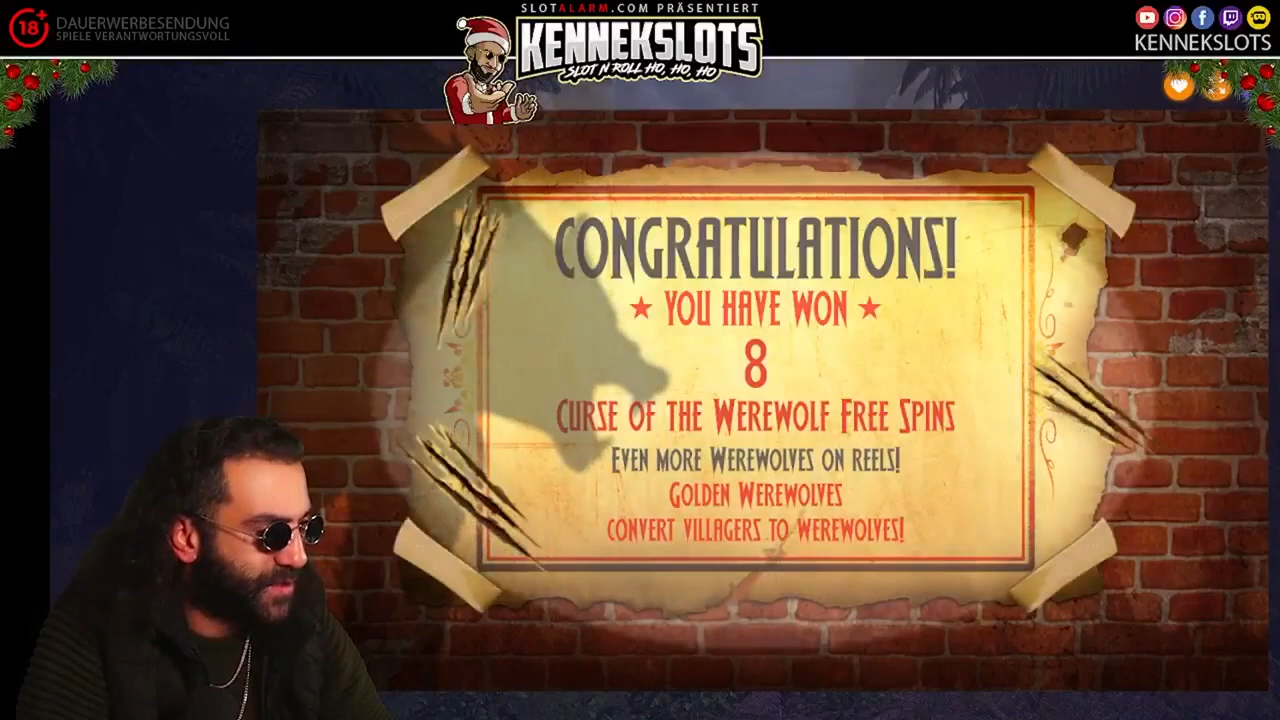 18+
DAUERWERBESENDUNG
SPIELE VERANTWORTUNGSVOLL
SLOTALARM.COM PRÄSENTIERT
KENNEKSLOTS
SLOT N ROLL HO, HO, HO
KENNEKSLOTS
CONGRATULATIONS!
★ YOU HAVE WON ★
8
CURSE OF THE WEREWOLF FREE SPINS
EVEN MORE WEREWOLVES ON REELS!
GOLDEN WEREWOLVES
CONVERT VILLAGERS TO WEREWOLVES!